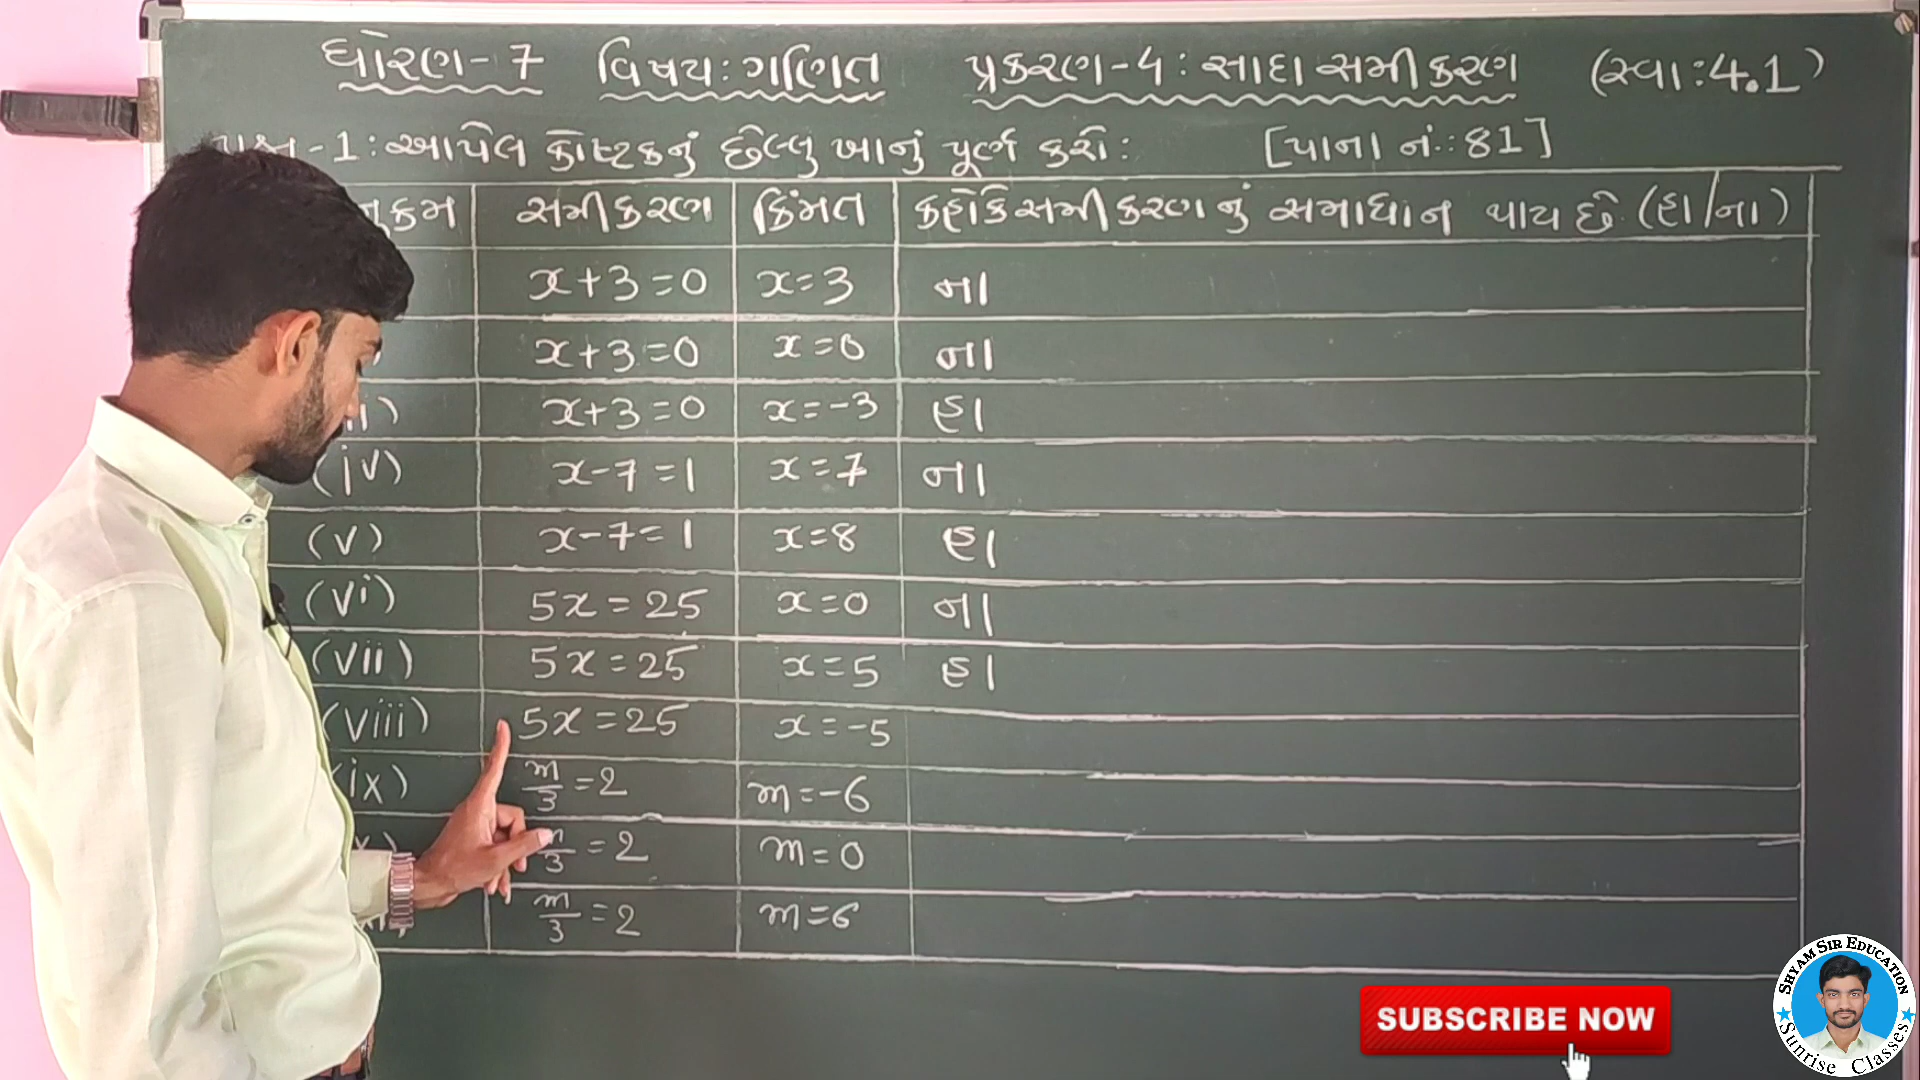 ધોરણ-7 વિષય:ગણિત પ્રકરણ-4: સાદા સમીકરણ (સ્વા:4.1)
-1: આપેલ કોષ્ટકનું છેલ્લુ ખાનું પૂર્ણ કરો: [પાના નં.:81]
સમીકરણ કિંમત કહો કે સમીકરણનું સમાધાન થાય છે (હા/ના)
x+3=0 x=3 ના
x+3=0 x=0 ના
x+3=0 x=-3 હા
(iv) x-7=1 x=7 ના
(v) x-7=1 x=8 હા
(vi) 5x=25 x=0 ના
(vii) 5x=25 x=5 હા
(viii) 5x=25 x=-5
ix) m/3=2 m=-6
m/3=2 m=0
m/3=2 m=6
SUBSCRIBE NOW
SHYAM SIR EDUCATION
Sunrise Classes